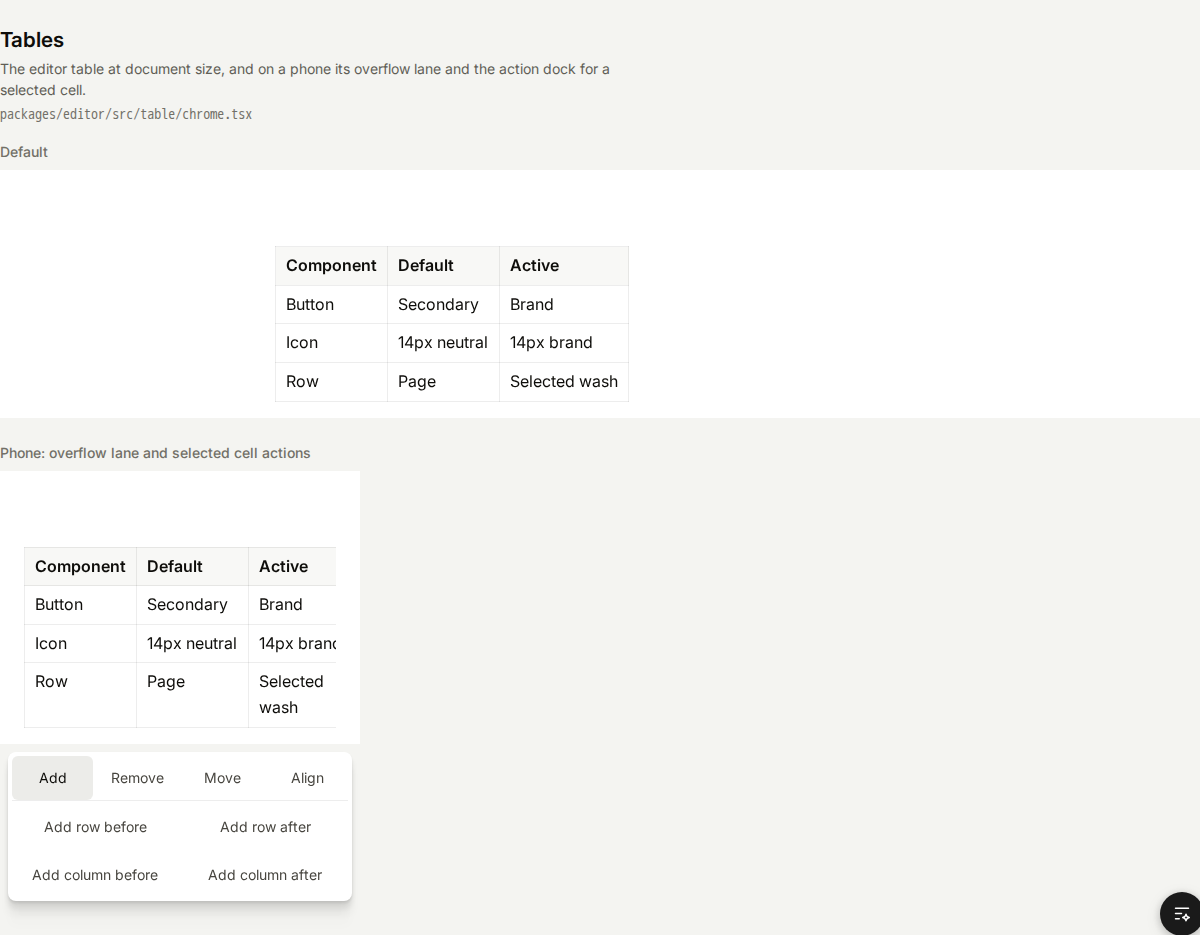 Tables
The editor table at document size, and on a phone its overflow lane and the action dock for a
selected cell.
packages/editor/src/table/chrome.tsx
Default
Component Default Active
Button Secondary Brand
Icon 14px neutral 14px brand
Row Page Selected wash
Phone: overflow lane and selected cell actions
Component Default Active
Button Secondary Brand
Icon 14px neutral 14px brand
Row Page Selected
wash
Add Remove Move Align
Add row before Add row after
Add column before Add column after